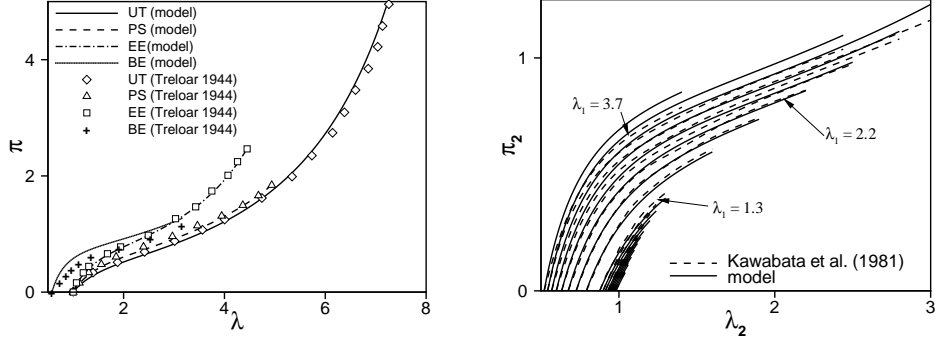 UT (model)
PS (model)
EE(model)
BE (model)
UT (Treloar 1944)
PS (Treloar 1944)
EE (Treloar 1944)
BE (Treloar 1944)
4
2
0
π
2
4
6
8
λ
1
0
π₂
λ₁ = 3.7
λ₁ = 2.2
λ₁ = 1.3
Kawabata et al. (1981)
model
1
2
3
λ₂